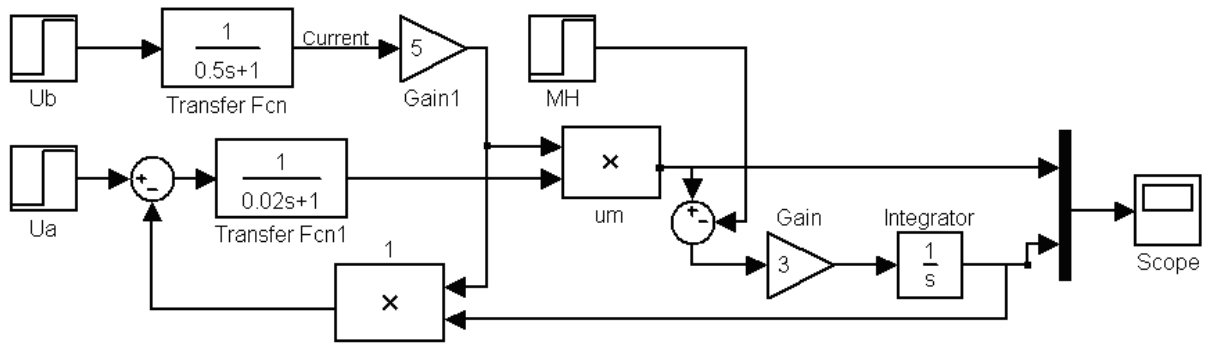 1
0.5s+1
Transfer Fcn
Current
5
Gain1
Ub
MH
1
0.02s+1
Transfer Fcn1
Ua
×
um
+
−
+
−
Gain
3
Integrator
1
s
Scope
1
×